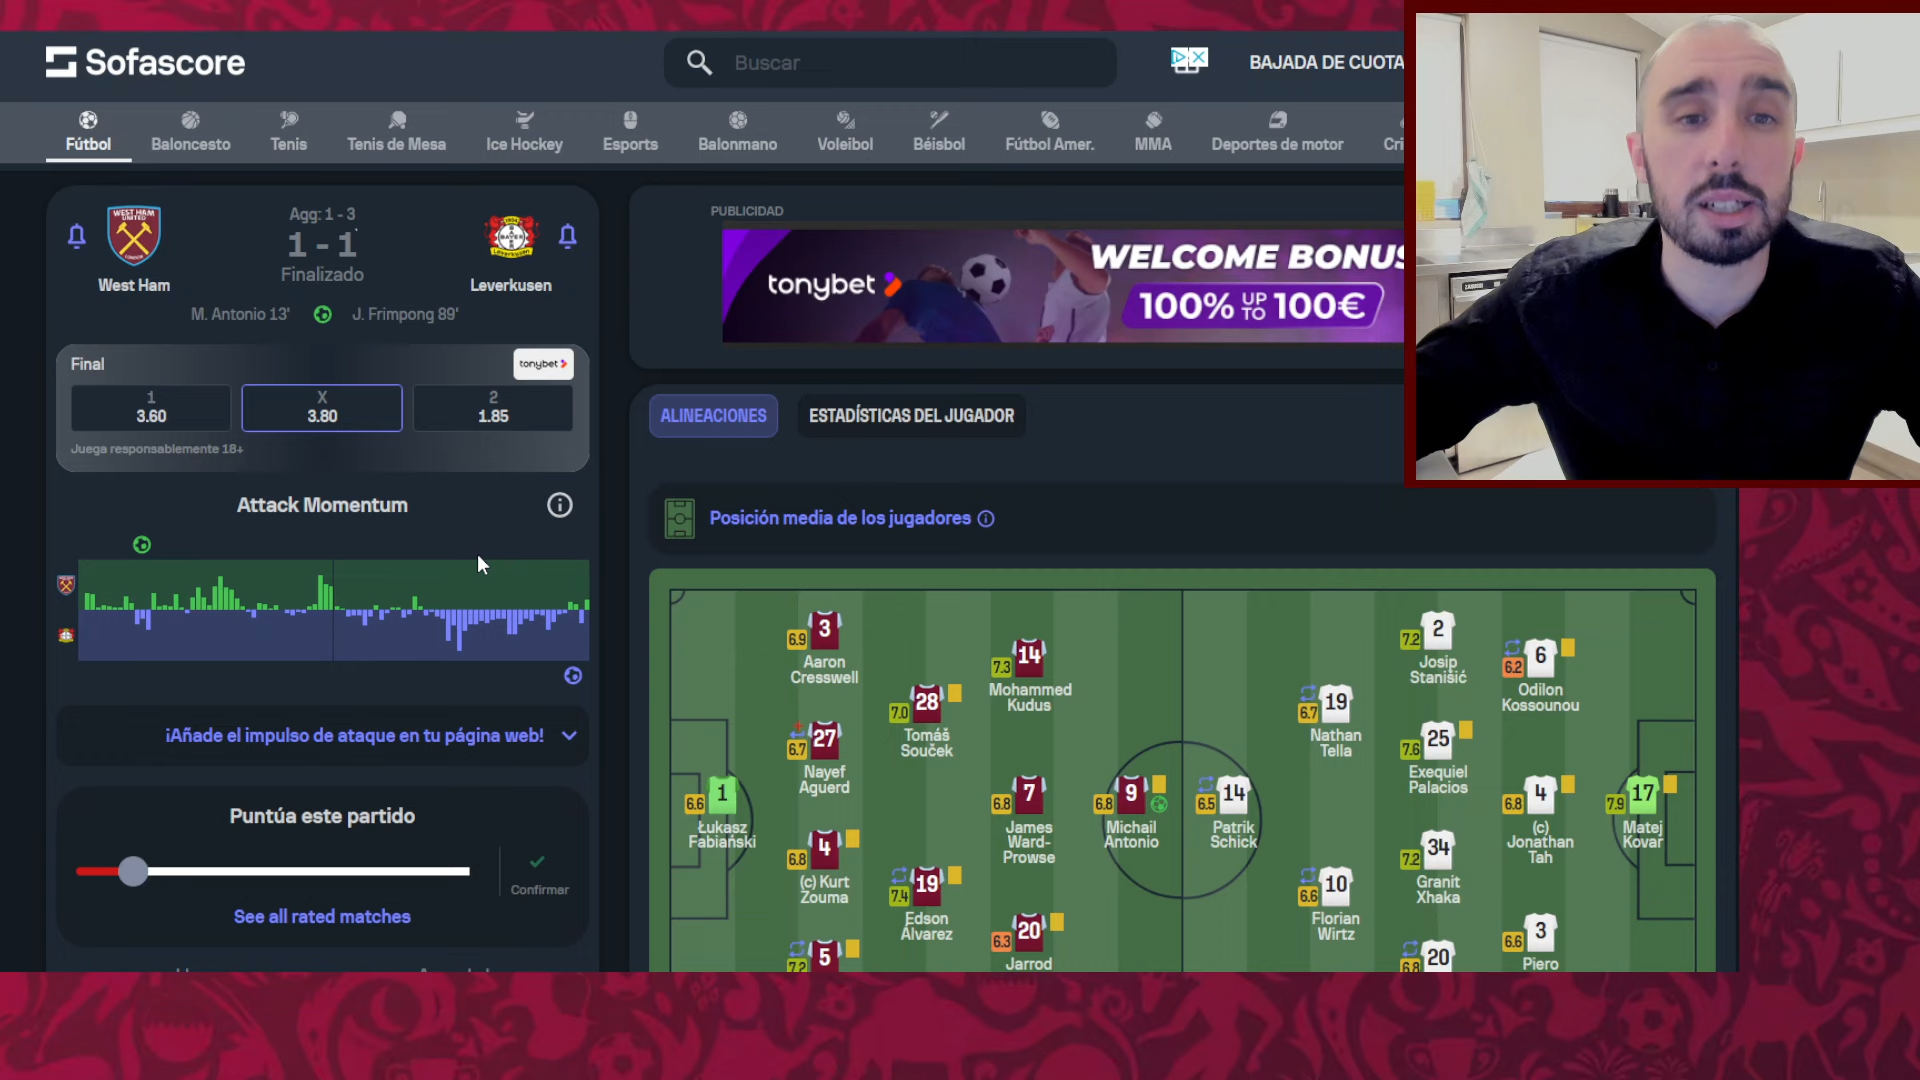 Sofascore
Buscar
BAJADA DE CUOTA
Fútbol
Baloncesto
Tenis
Tenis de Mesa
Ice Hockey
Esports
Balonmano
Voleibol
Béisbol
Fútbol Amer.
MMA
Deportes de motor
Cri
Agg: 1 - 3
1 - 1
Finalizado
West Ham
Leverkusen
M. Antonio 13'
J. Frimpong 89'
Final
tonybet
1
3.60
X
3.80
2
1.85
Juega responsablemente 18+
Attack Momentum
¡Añade el impulso de ataque en tu página web!
Puntúa este partido
Confirmar
See all rated matches
PUBLICIDAD
tonybet
WELCOME BONUS
100% UP TO 100€
ALINEACIONES
ESTADÍSTICAS DEL JUGADOR
Posición media de los jugadores
1
6.6
Łukasz
Fabiański
3
6.9
Aaron
Cresswell
27
6.7
Nayef
Aguerd
4
6.8
(c) Kurt
Zouma
5
7.2
28
7.0
Tomáš
Souček
19
7.4
Edson
Álvarez
14
7.3
Mohammed
Kudus
7
6.8
James
Ward-
Prowse
20
6.3
Jarrod
9
6.8
Michail
Antonio
14
6.5
Patrik
Schick
19
6.7
Nathan
Tella
10
6.6
Florian
Wirtz
2
7.2
Josip
Stanišić
25
7.6
Exequiel
Palacios
34
7.2
Granit
Xhaka
20
6.8
6
6.2
Odilon
Kossounou
4
6.8
(c)
Jonathan
Tah
3
6.6
Piero
17
7.9
Matej
Kovar